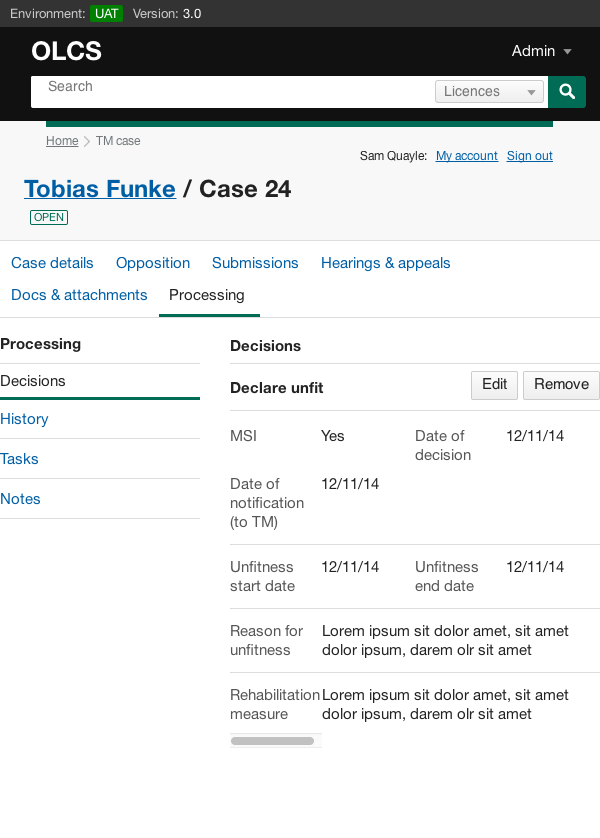 Environment: UAT Version: 3.0
OLCS
Admin
Search
Licences
Home TM case
Sam Quayle: My account Sign out
Tobias Funke / Case 24
OPEN
Case details Opposition Submissions Hearings & appeals
Docs & attachments Processing
Processing
Decisions
History
Tasks
Notes
Decisions
Declare unfit
Edit Remove
MSI Yes Date of 12/11/14
decision
Date of 12/11/14
notification
(to TM)
Unfitness 12/11/14 Unfitness 12/11/14
start date end date
Reason for Lorem ipsum sit dolor amet, sit amet
unfitness dolor ipsum, darem olr sit amet
Rehabilitation Lorem ipsum sit dolor amet, sit amet
measure dolor ipsum, darem olr sit amet